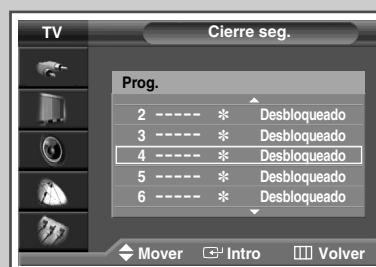 TV Cierre seg.
Prog.
2 ----- ✻ Desbloqueado
3 ----- ✻ Desbloqueado
4 ----- ✻ Desbloqueado
5 ----- ✻ Desbloqueado
6 ----- ✻ Desbloqueado
Mover Intro Volver